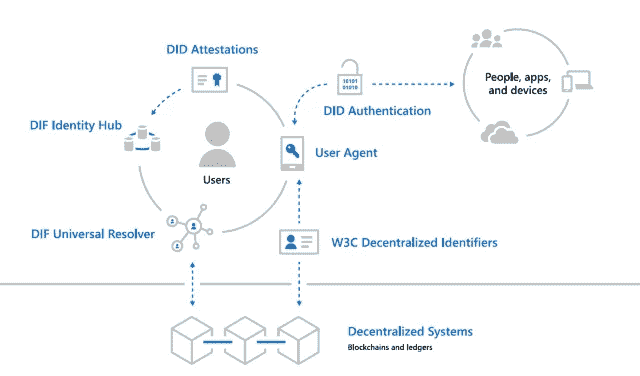 DID Attestations
DIF Identity Hub
Users
DIF Universal Resolver
10101
01010
DID Authentication
User Agent
W3C Decentralized Identifiers
People, apps,
and devices
Decentralized Systems
Blockchains and ledgers